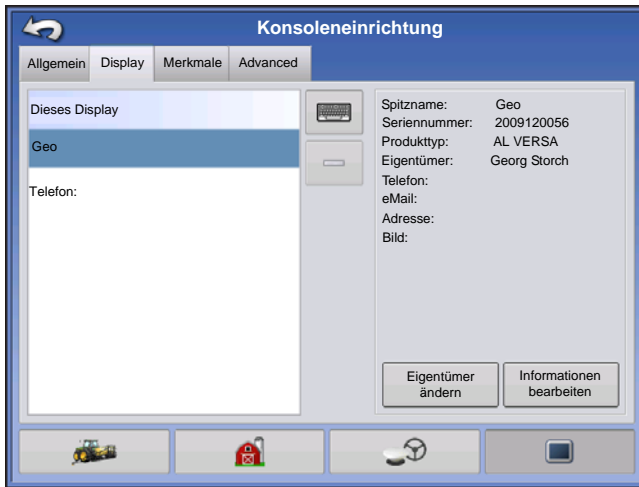 Konsoleneinrichtung
Allgemein Display Merkmale Advanced
Dieses Display
Geo
Telefon:
Spitzname: Geo
Seriennummer: 2009120056
Produkttyp: AL VERSA
Eigentümer: Georg Storch
Telefon:
eMail:
Adresse:
Bild:
Eigentümer
ändern
Informationen
bearbeiten